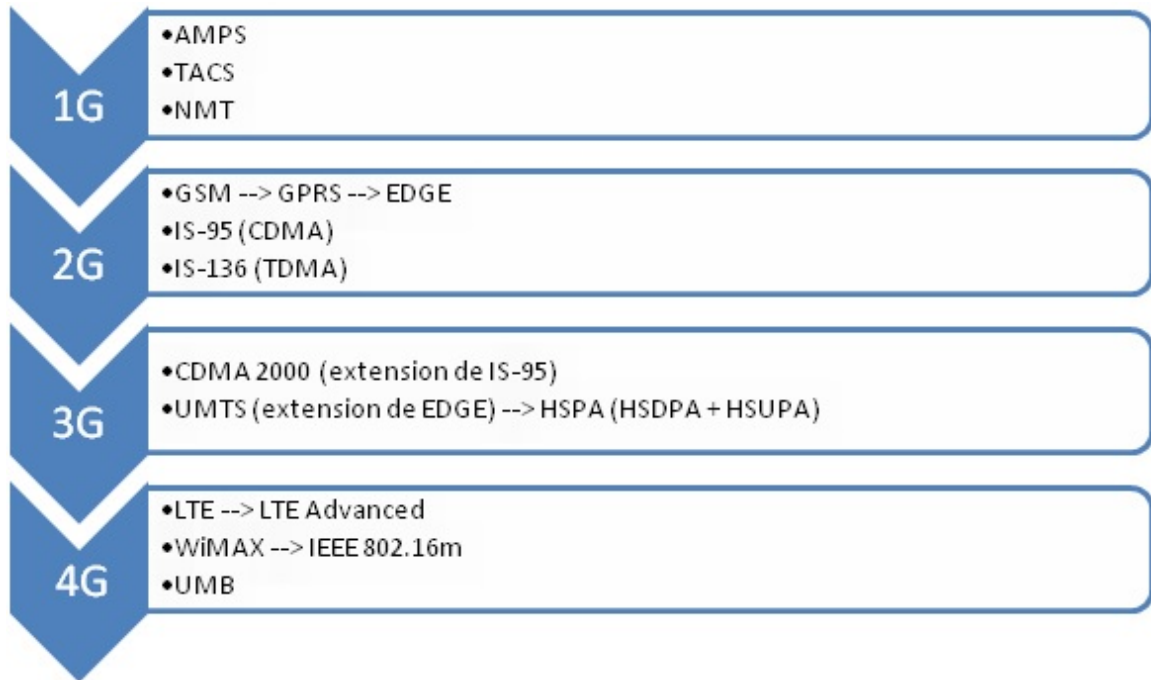 1G
•AMPS
•TACS
•NMT
2G
•GSM --> GPRS --> EDGE
•IS-95 (CDMA)
•IS-136 (TDMA)
3G
•CDMA 2000 (extension de IS-95)
•UMTS (extension de EDGE) --> HSPA (HSDPA + HSUPA)
4G
•LTE --> LTE Advanced
•WiMAX --> IEEE 802.16m
•UMB